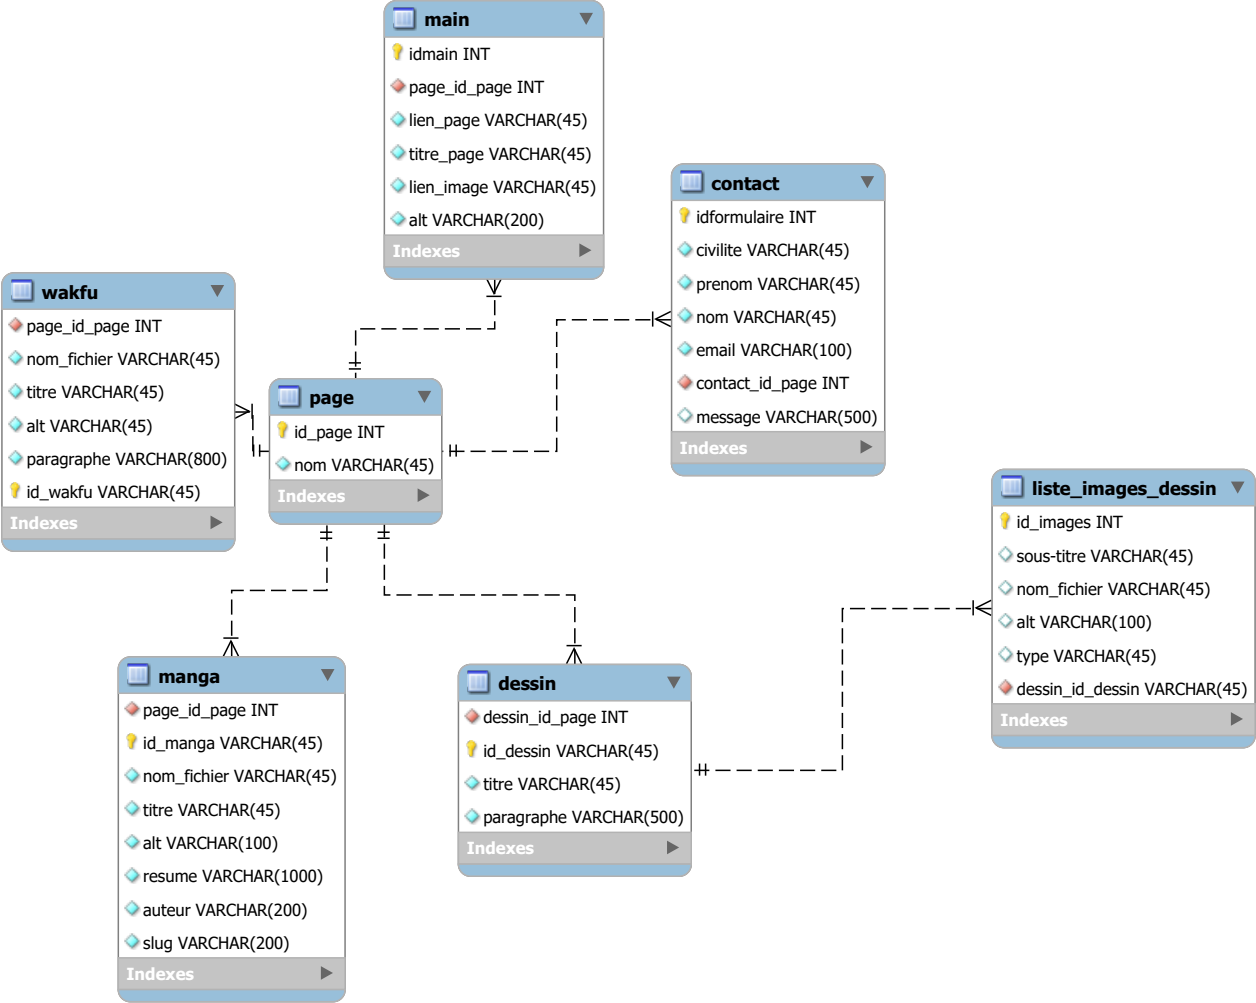 main
idmain INT
page_id_page INT
lien_page VARCHAR(45)
titre_page VARCHAR(45)
lien_image VARCHAR(45)
alt VARCHAR(200)
Indexes
contact
idformulaire INT
civilite VARCHAR(45)
prenom VARCHAR(45)
nom VARCHAR(45)
email VARCHAR(100)
contact_id_page INT
message VARCHAR(500)
Indexes
wakfu
page_id_page INT
nom_fichier VARCHAR(45)
titre VARCHAR(45)
alt VARCHAR(45)
paragraphe VARCHAR(800)
id_wakfu VARCHAR(45)
Indexes
page
id_page INT
nom VARCHAR(45)
Indexes
liste_images_dessin
id_images INT
sous-titre VARCHAR(45)
nom_fichier VARCHAR(45)
alt VARCHAR(100)
type VARCHAR(45)
dessin_id_dessin VARCHAR(45)
Indexes
manga
page_id_page INT
id_manga VARCHAR(45)
nom_fichier VARCHAR(45)
titre VARCHAR(45)
alt VARCHAR(100)
resume VARCHAR(1000)
auteur VARCHAR(200)
slug VARCHAR(200)
Indexes
dessin
dessin_id_page INT
id_dessin VARCHAR(45)
titre VARCHAR(45)
paragraphe VARCHAR(500)
Indexes